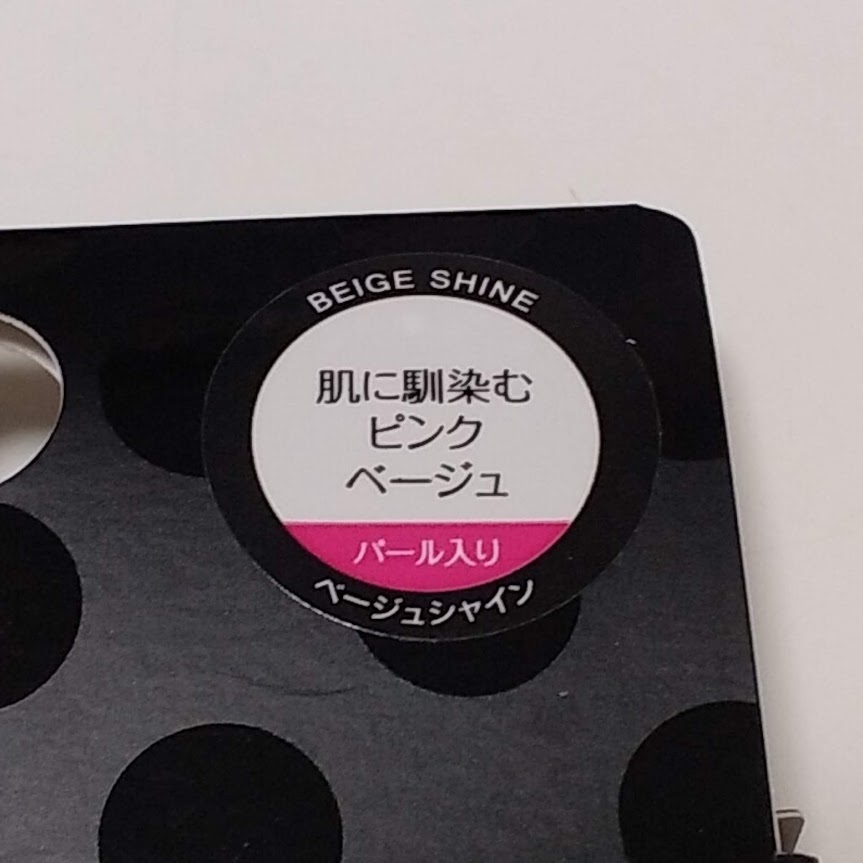 BEIGE SHINE
肌に馴染む
ピンク
ベージュ
パール入り
ベージュシャイン